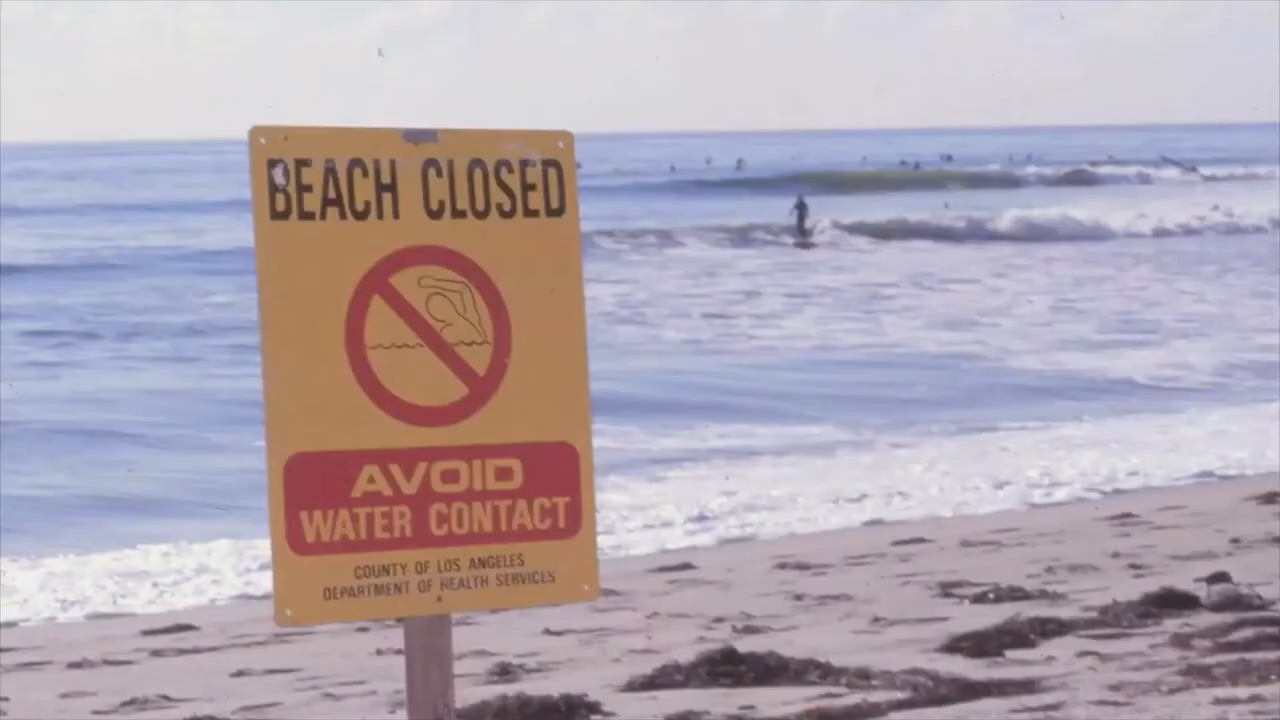 BEACH CLOSED
AVOID
WATER CONTACT
COUNTY OF LOS ANGELES
DEPARTMENT OF HEALTH SERVICES